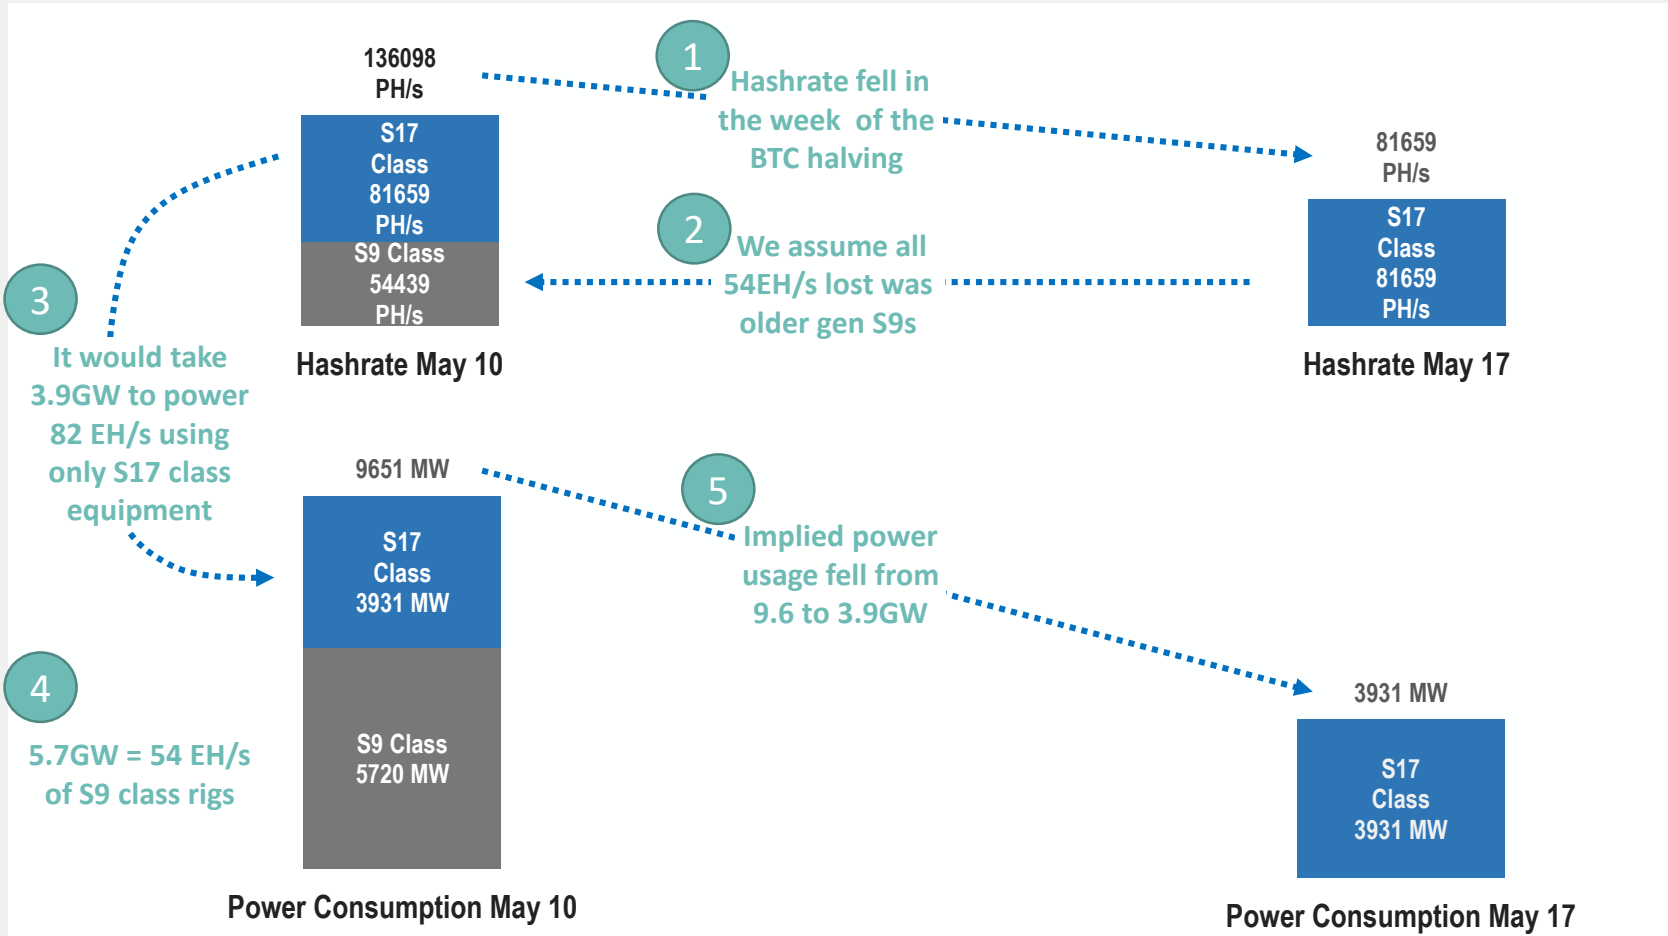 136098
PH/s
S17
Class
81659
PH/s
S9 Class
54439
PH/s
Hashrate May 10
1
Hashrate fell in
the week of the
BTC halving
81659
PH/s
S17
Class
81659
PH/s
Hashrate May 17
2
We assume all
54EH/s lost was
older gen S9s
3
It would take
3.9GW to power
82 EH/s using
only S17 class
equipment
9651 MW
S17
Class
3931 MW
S9 Class
5720 MW
Power Consumption May 10
4
5.7GW = 54 EH/s
of S9 class rigs
5
Implied power
usage fell from
9.6 to 3.9GW
3931 MW
S17
Class
3931 MW
Power Consumption May 17